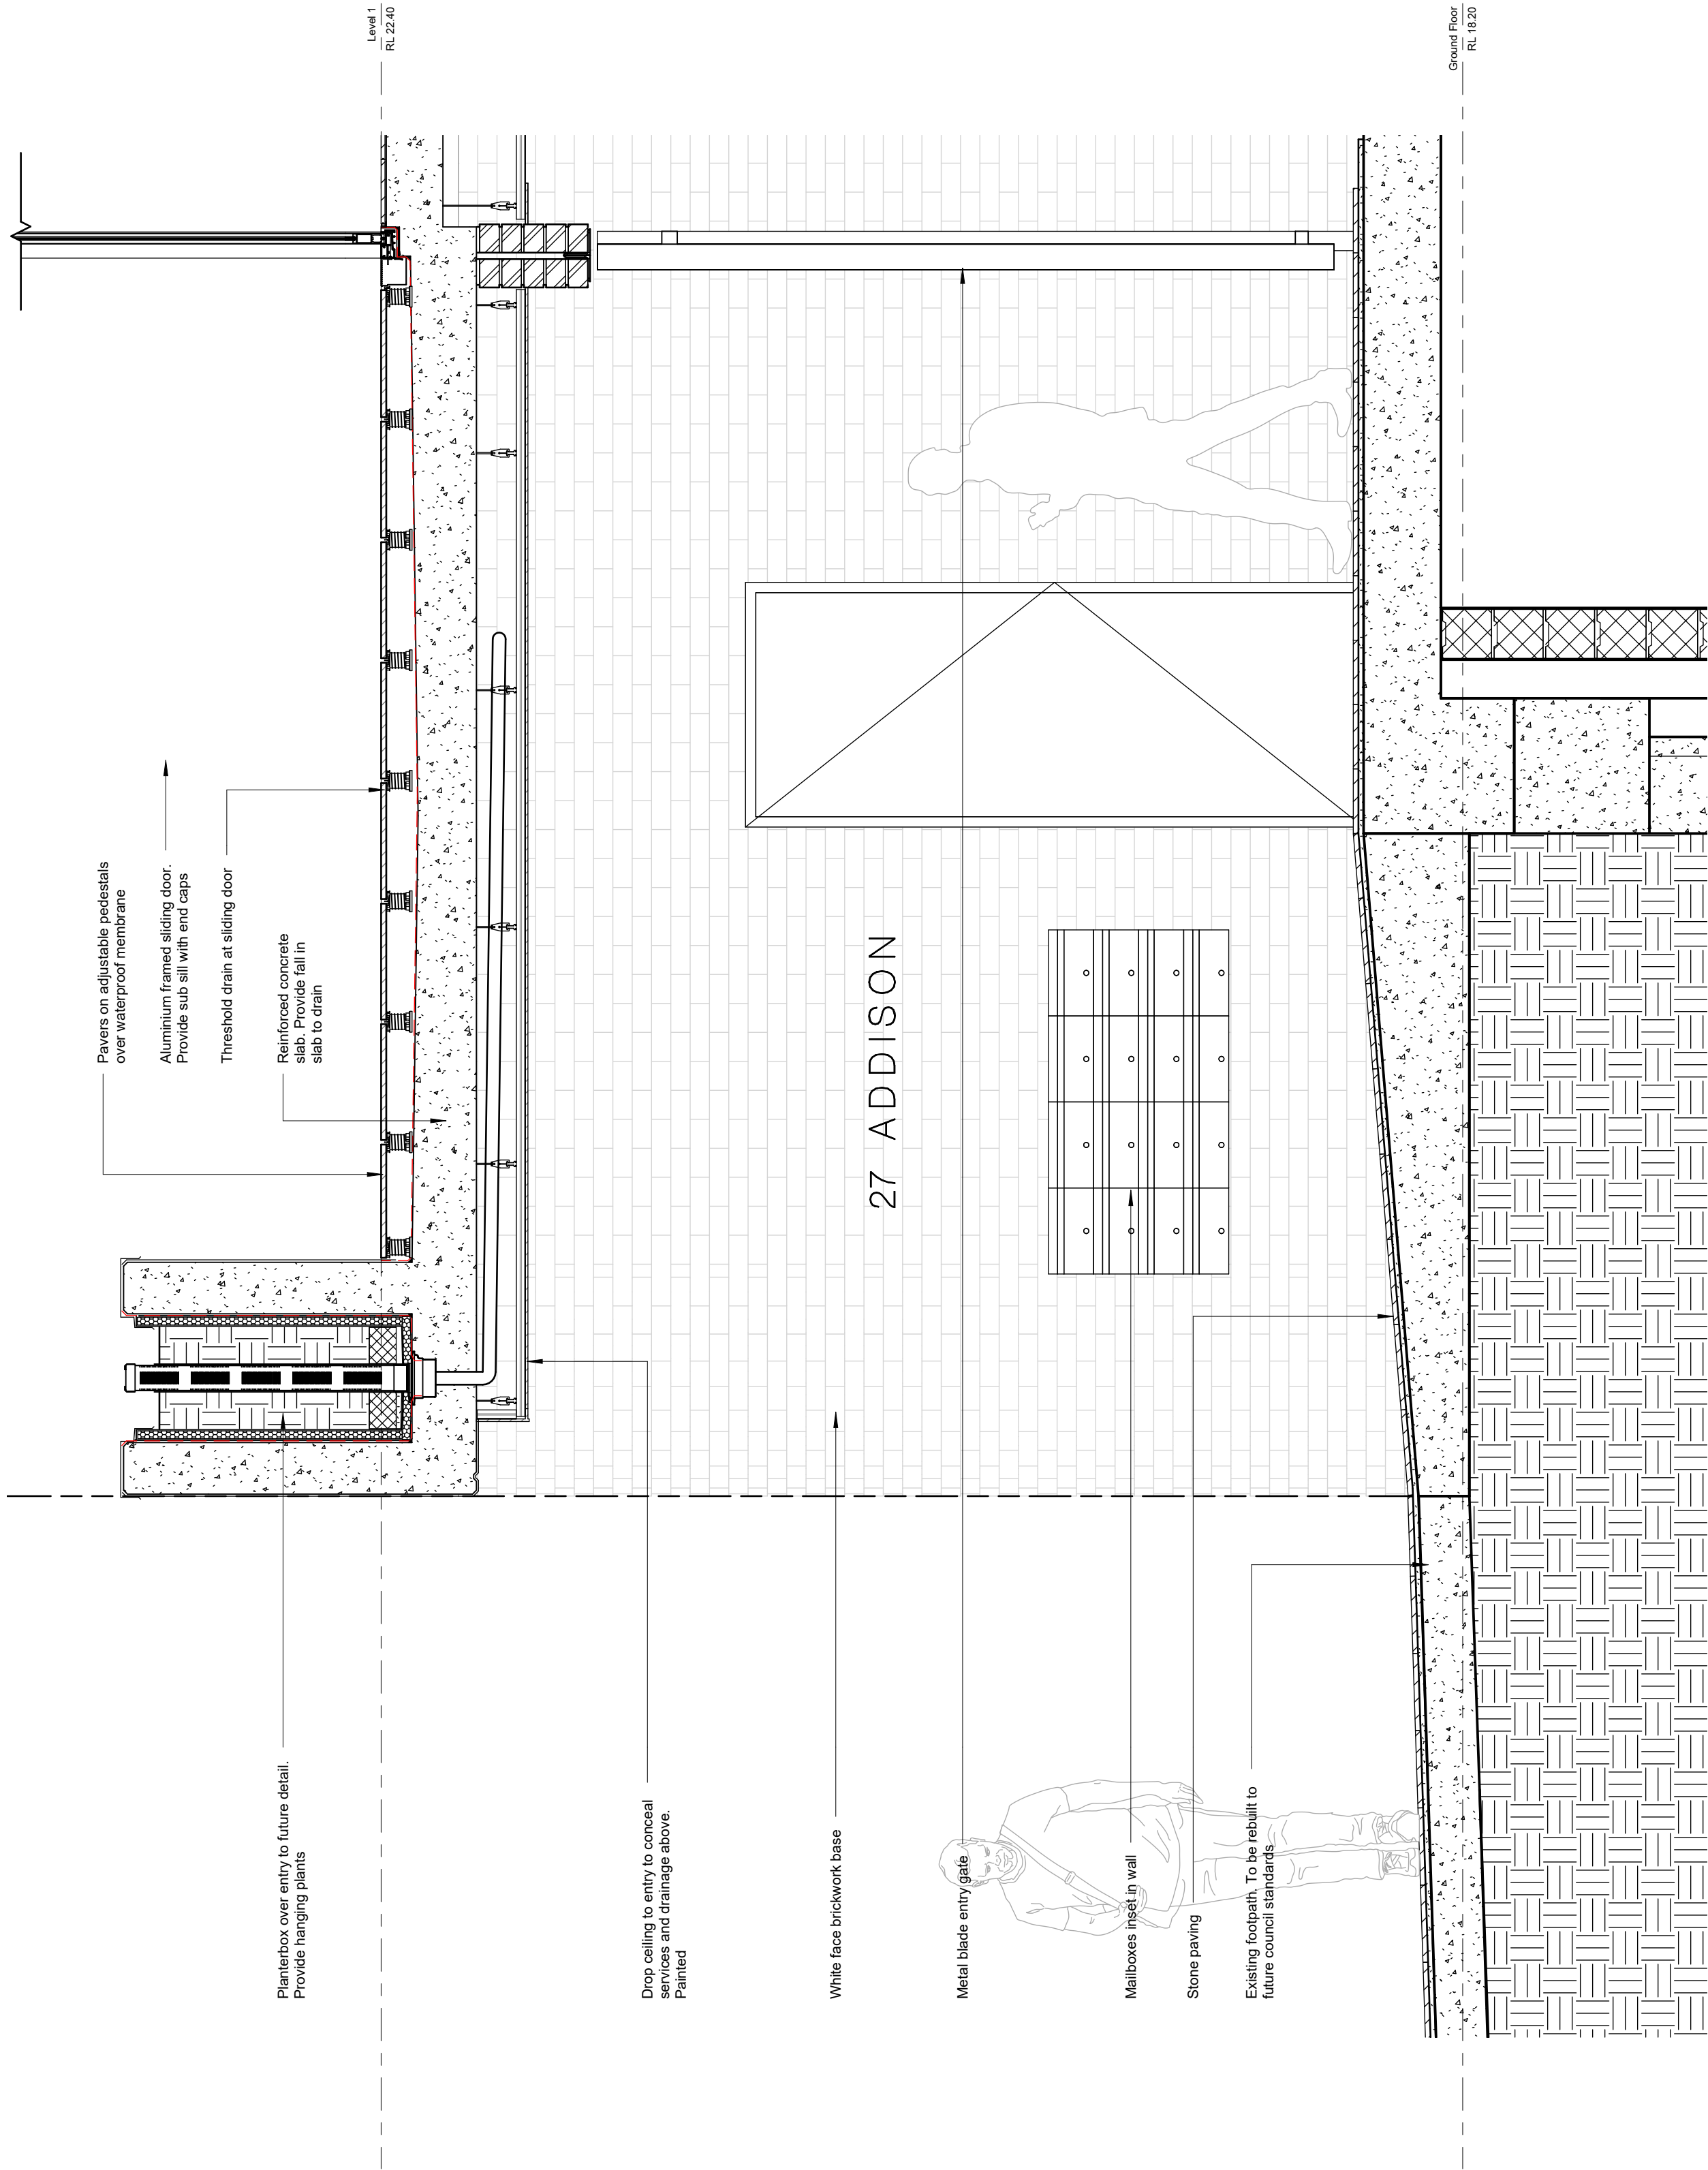 Pavers on adjustable pedestals
over waterproof membrane
Aluminium framed sliding door.
Provide sub sill with end caps
Threshold drain at sliding door
Reinforced concrete
slab. Provide fall in
slab to drain
Planterbox over entry to future detail.
Provide hanging plants
Level 1
RL 22.40
Drop ceiling to entry to conceal
services and drainage above.
Painted
White face brickwork base
27 ADDISON
Metal blade entry gate
Mailboxes inset in wall
Stone paving
Existing footpath. To be rebuilt to
future council standards
Ground Floor
RL 18.20